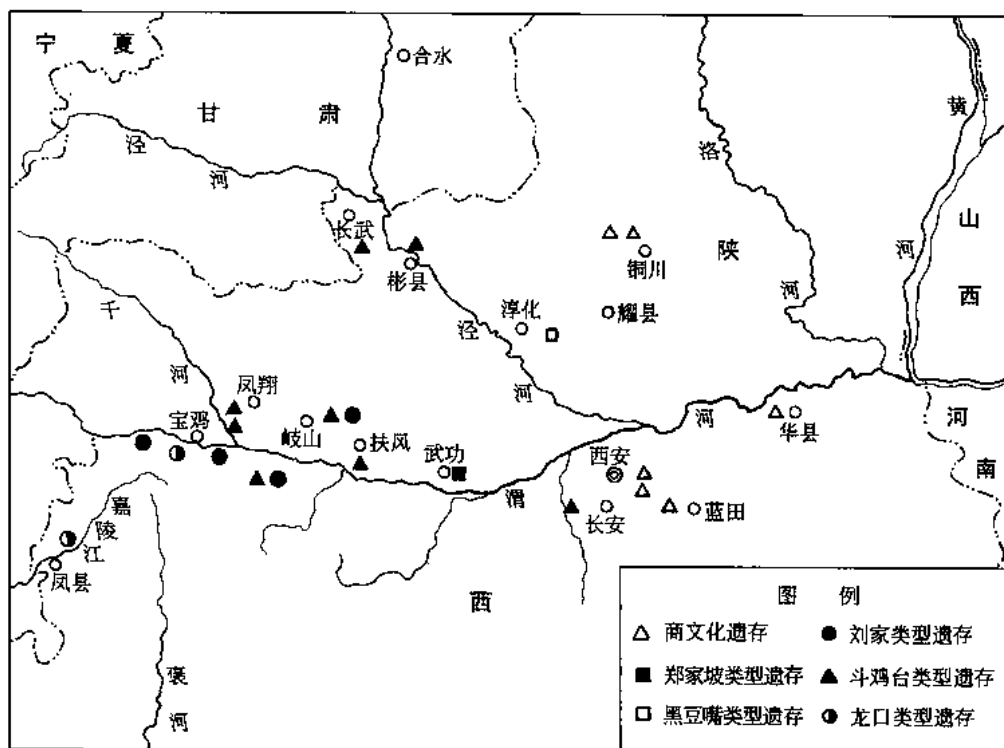 宁夏
合水
甘肃
黄
泾
河
洛
山
长武
铜川
陕
河
彬县
西
千
淳化
耀县
河
泾
河
凤翔
河
宝鸡
岐山
扶风
武功
河
华县
河
西安
南
嘉
陵
江
渭
长安
蓝田
凤县
西
褒
河
图例
商文化遗存
刘家类型遗存
郑家坡类型遗存
斗鸡台类型遗存
黑豆嘴类型遗存
龙口类型遗存